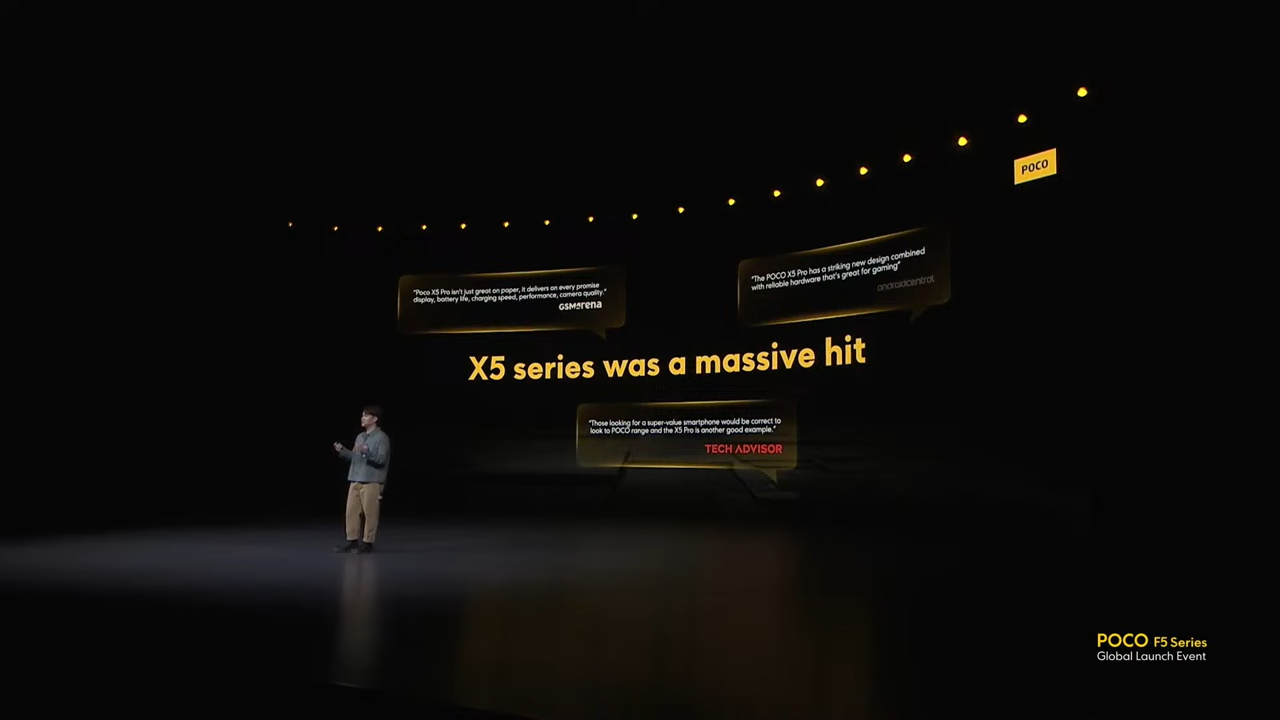 POCO
"Poco X5 Pro isn't just great on paper, it delivers on every promise
display, battery life, charging speed, performance, camera quality."
GSMarena
"The POCO X5 Pro has a striking new design combined
with reliable hardware that's great for gaming"
androidcentral
X5 series was a massive hit
"Those looking for a super-value smartphone would be correct to
look to POCO range and the X5 Pro is another good example."
TECH ADVISOR
POCO F5 Series
Global Launch Event